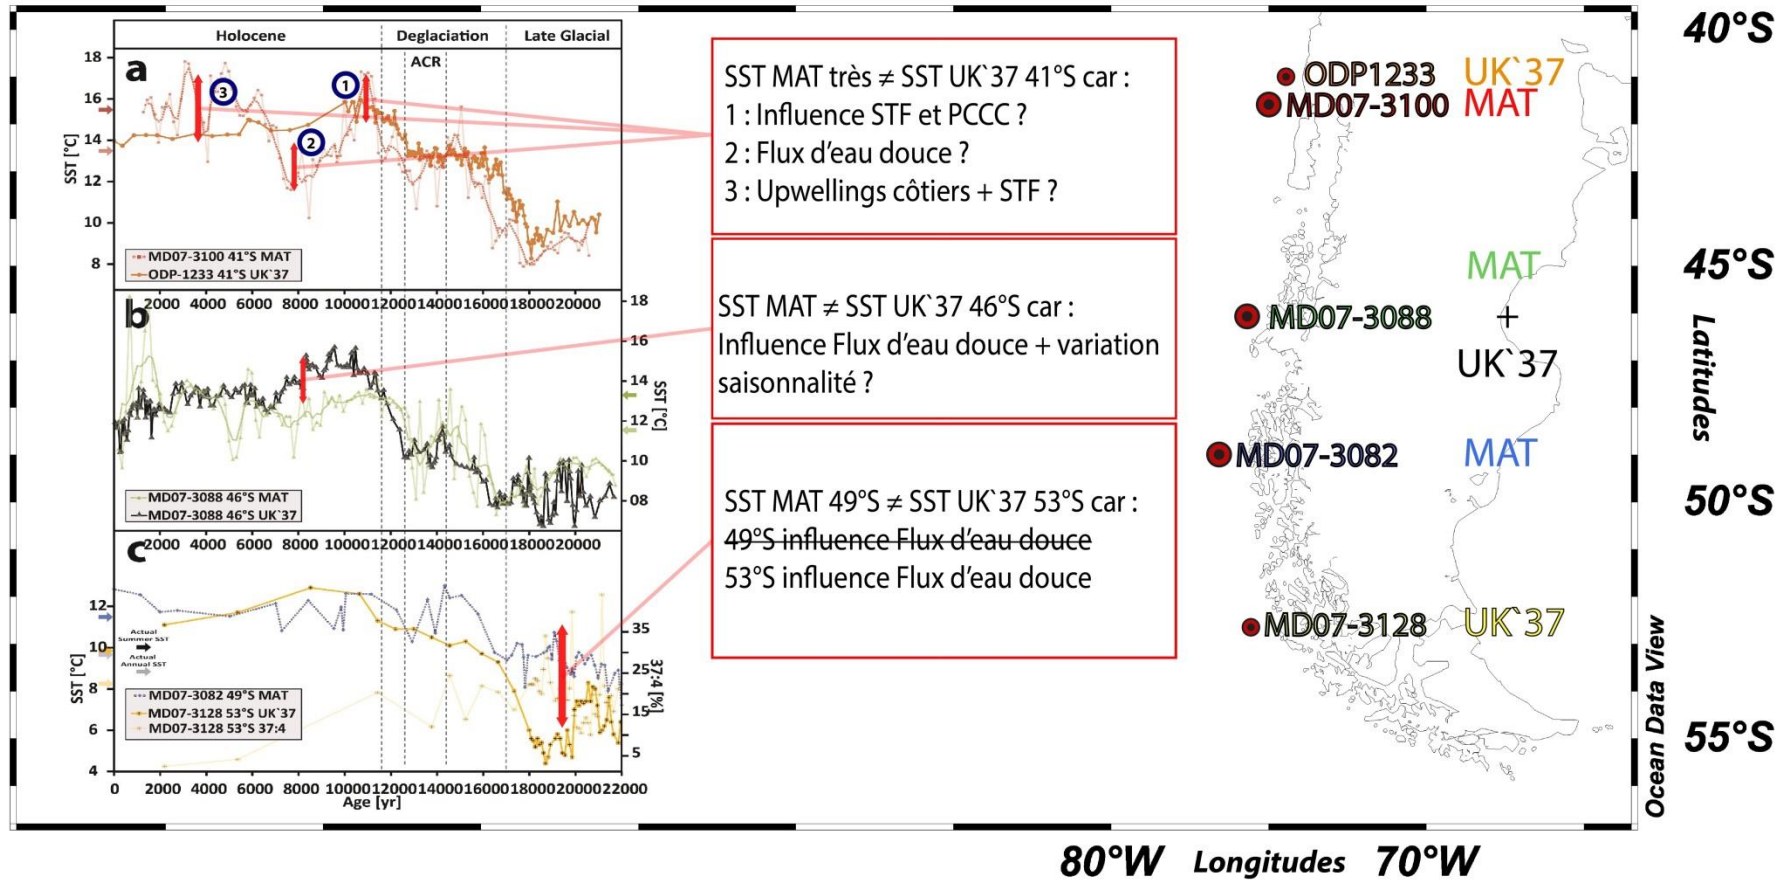 Holocene Deglaciation Late Glacial
ACR
a
18
16
14
12
10
8
SST [°C]
3
1
2
MD07-3100 41°S MAT
ODP-1233 41°S UK'37
2000 4000 6000 8000 10000 12000 14000 16000 18000 20000
b
18
16
14
12
10
08
SST [°C]
MD07-3088 46°S MAT
MD07-3088 46°S UK'37
2000 4000 6000 8000 10000 12000 14000 16000 18000 20000
c
12
10
8
6
4
SST [°C]
Actual
Summer SST
Actual
Annual SST
35
25
15
5
37:4 [%]
MD07-3082 49°S MAT
MD07-3128 53°S UK'37
MD07-3128 53°S 37:4
0 2000 4000 6000 8000 10000 12000 14000 16000 18000 20000 22000
Age [yr]
SST MAT très ≠ SST UK`37 41°S car :
1 : Influence STF et PCCC ?
2 : Flux d'eau douce ?
3 : Upwellings côtiers + STF ?
SST MAT ≠ SST UK`37 46°S car :
Influence Flux d'eau douce + variation
saisonnalité ?
SST MAT 49°S ≠ SST UK`37 53°S car :
49°S influence Flux d'eau douce
53°S influence Flux d'eau douce
ODP1233 UK`37
MD07-3100 MAT
MAT
MD07-3088 +
UK`37
MD07-3082 MAT
MD07-3128 UK`37
40°S
45°S
50°S
55°S
Latitudes
Ocean Data View
80°W Longitudes 70°W